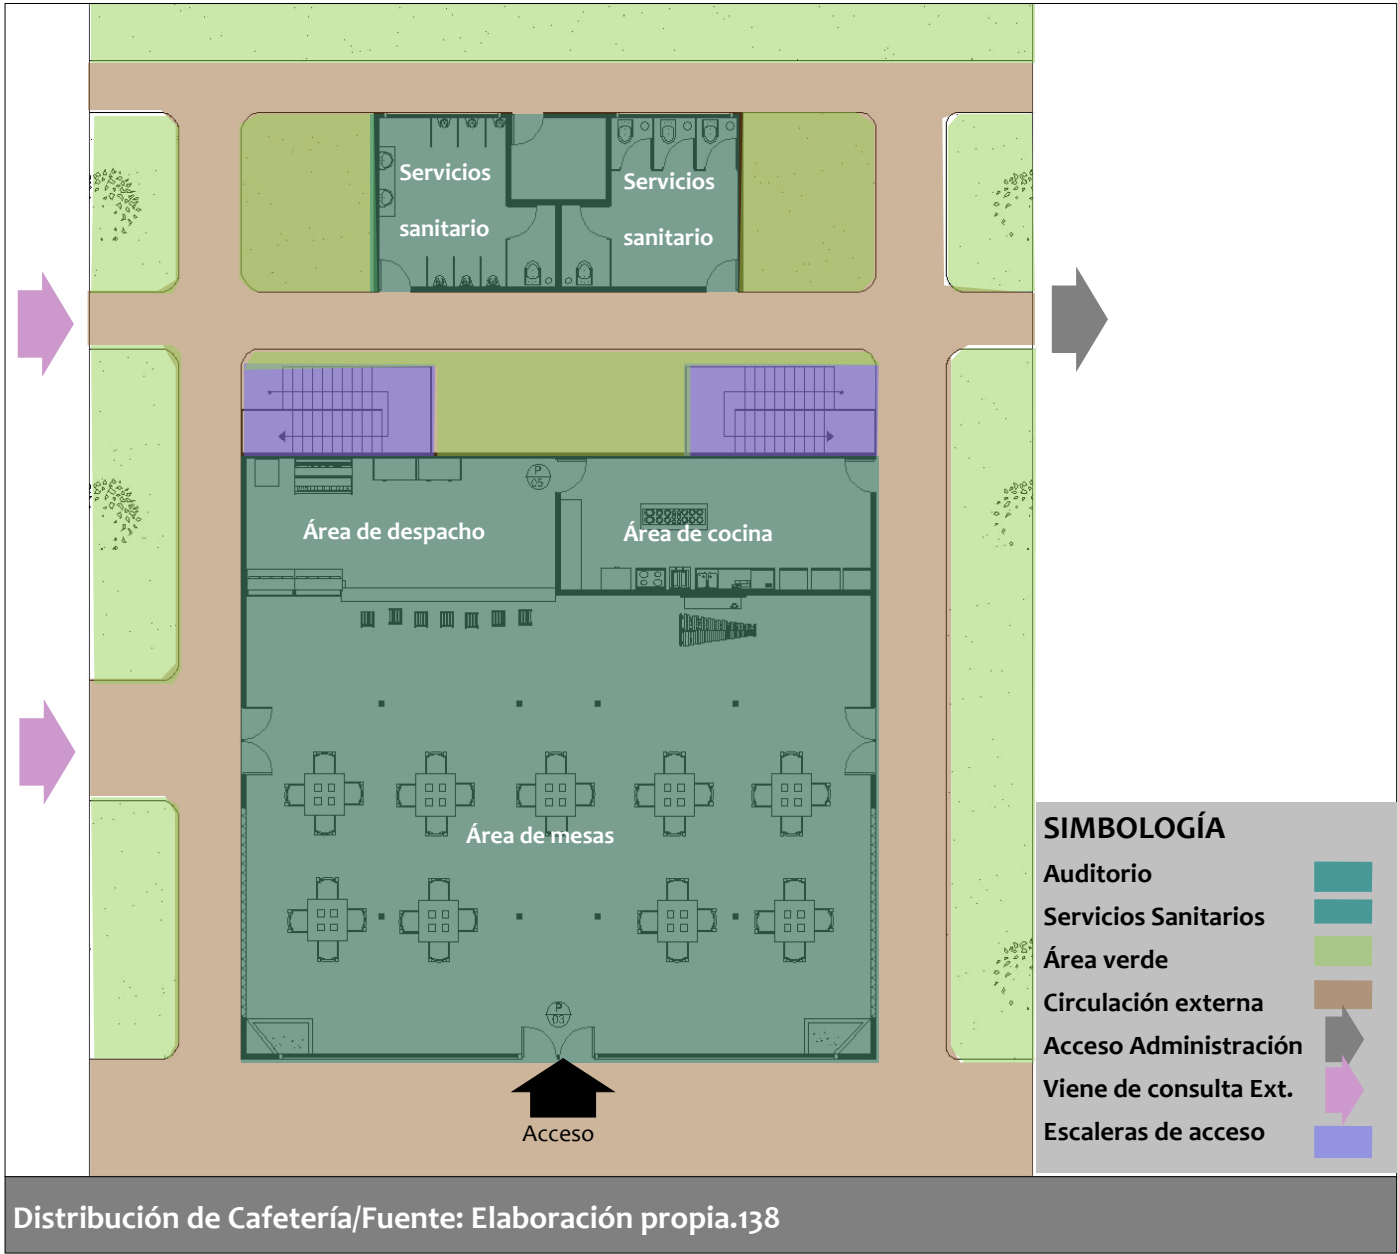 Servicios
sanitario
Servicios
sanitario
P
05
Área de despacho
Área de cocina
Área de mesas
P
03
Acceso
SIMBOLOGÍA
Auditorio
Servicios Sanitarios
Área verde
Circulación externa
Acceso Administración
Viene de consulta Ext.
Escaleras de acceso
Distribución de Cafetería/Fuente: Elaboración propia.138